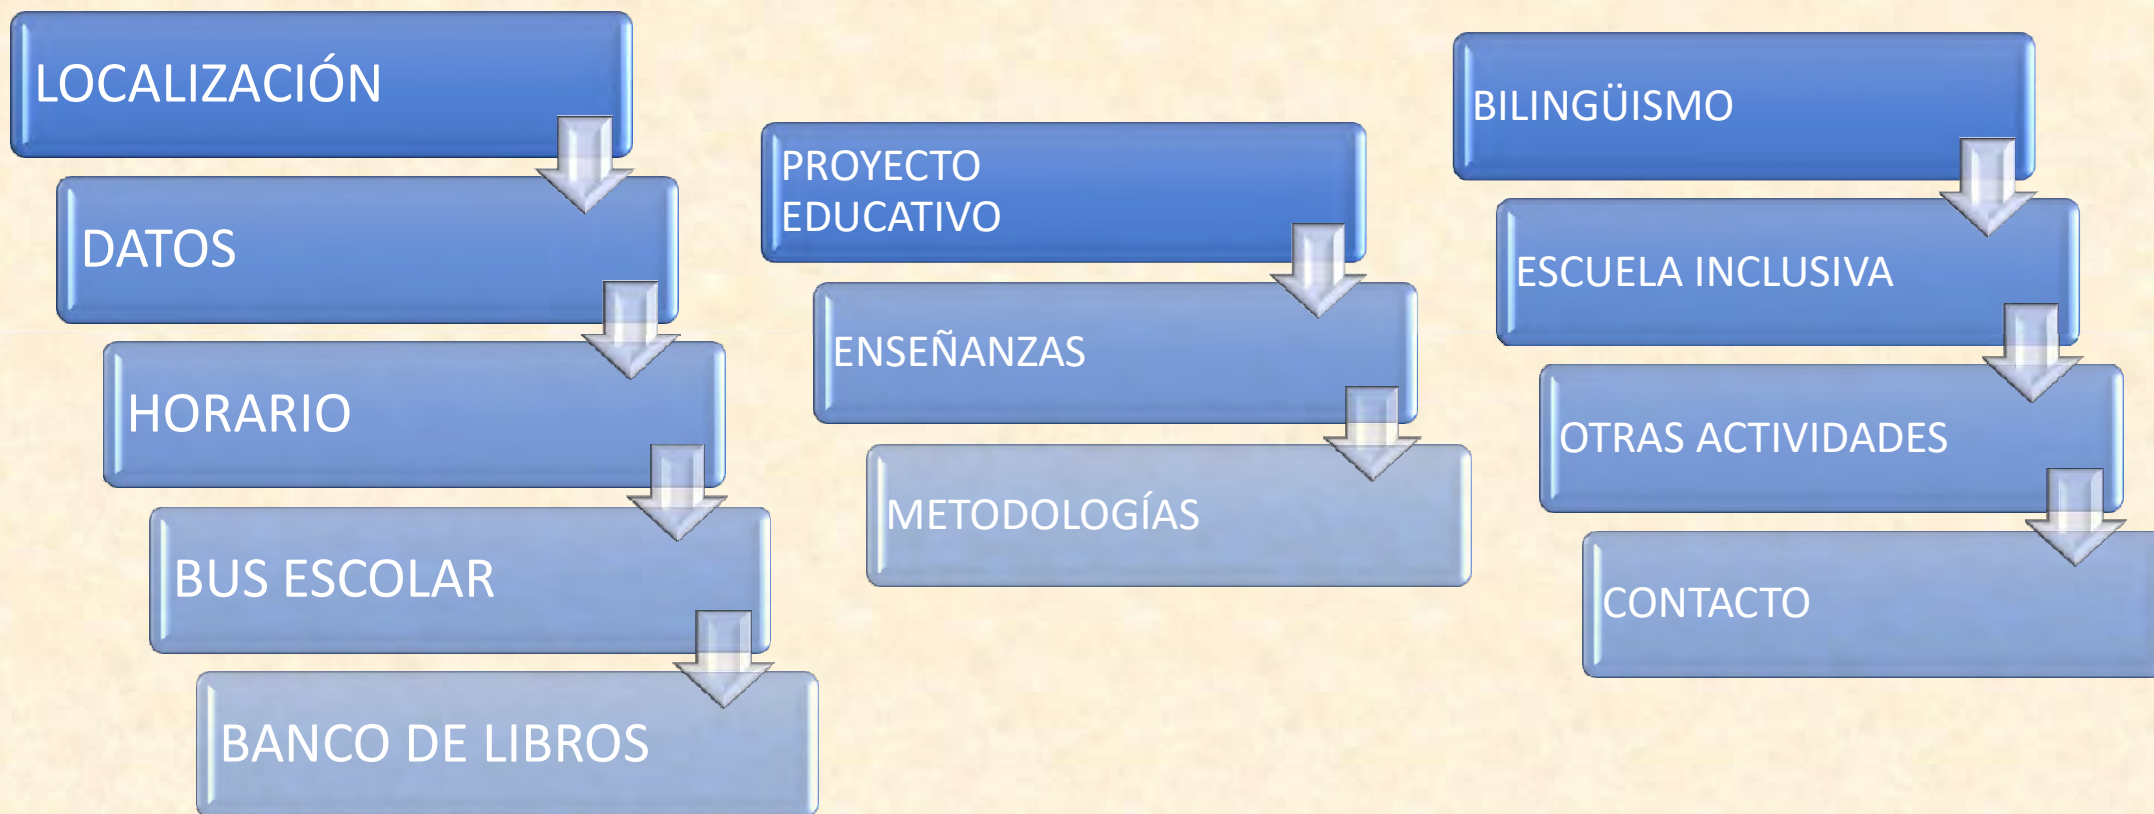 LOCALIZACIÓN
DATOS
HORARIO
BUS ESCOLAR
BANCO DE LIBROS
PROYECTO
EDUCATIVO
ENSEÑANZAS
METODOLOGÍAS
BILINGÜISMO
ESCUELA INCLUSIVA
OTRAS ACTIVIDADES
CONTACTO